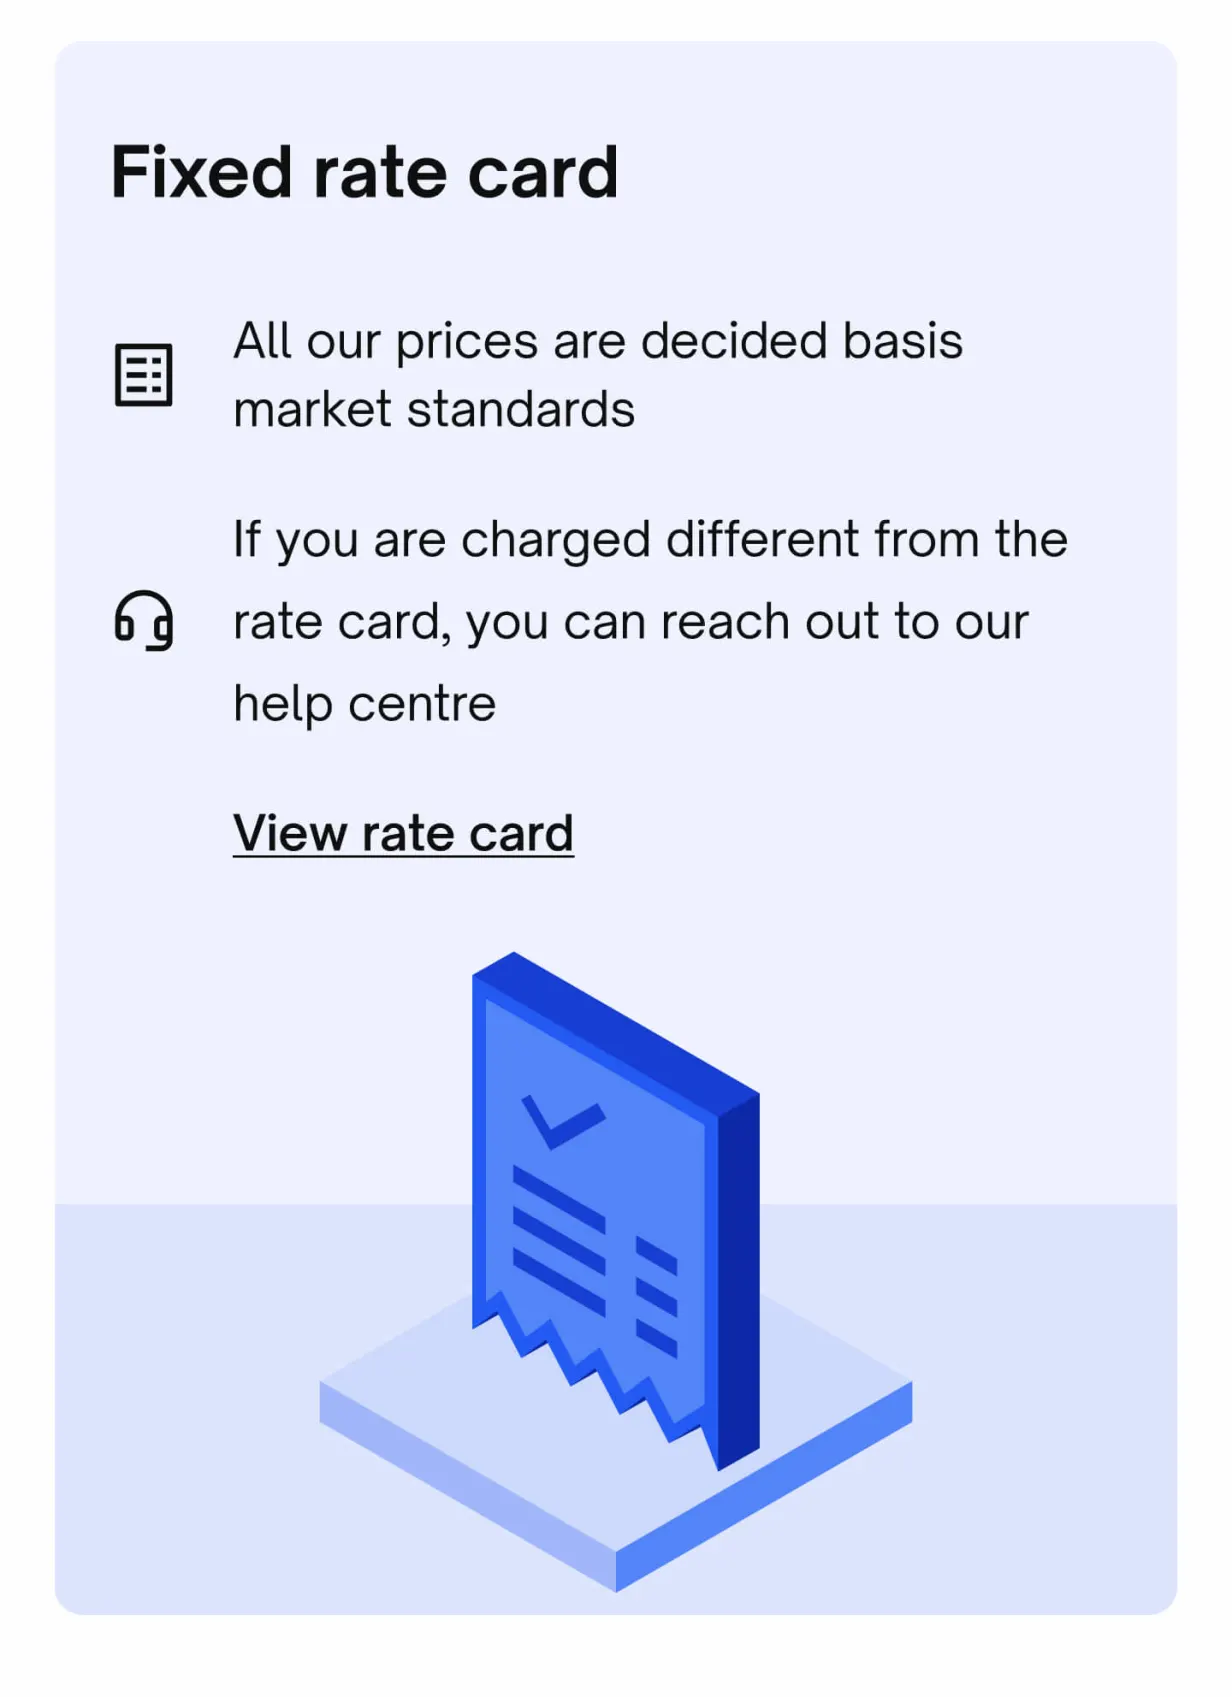 Fixed rate card
All our prices are decided basis
market standards
If you are charged different from the
rate card, you can reach out to our
help centre
View rate card